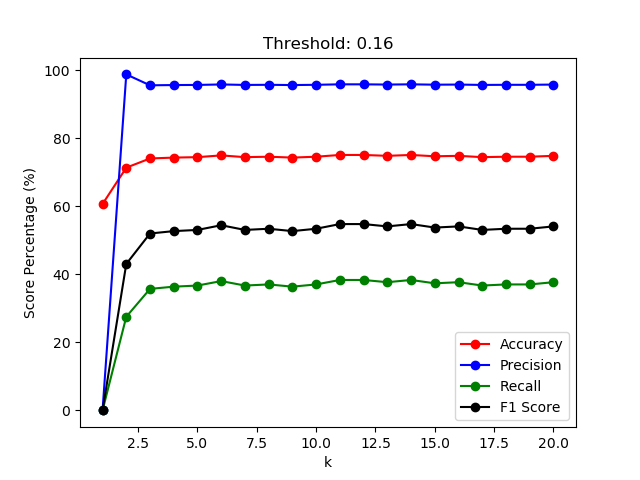 Threshold: 0.16
Score Percentage (%)
100
80
60
40
20
0
2.5 5.0 7.5 10.0 12.5 15.0 17.5 20.0
k
Accuracy
Precision
Recall
F1 Score